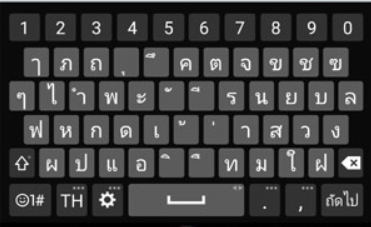 1 2 3 4 5 6 7 8 9 0
ๅ ภ ถ ุ ึ ค ต จ ข ช ฃ
ๆ ไ ำ พ ะ ั ี ร น ย บ ล
ฟ ห ก ด เ ้ ่ า ส ว ง
ผ ป แ อ ิ ื ท ม ใ ฝ
☺1# TH . , ถัดไป